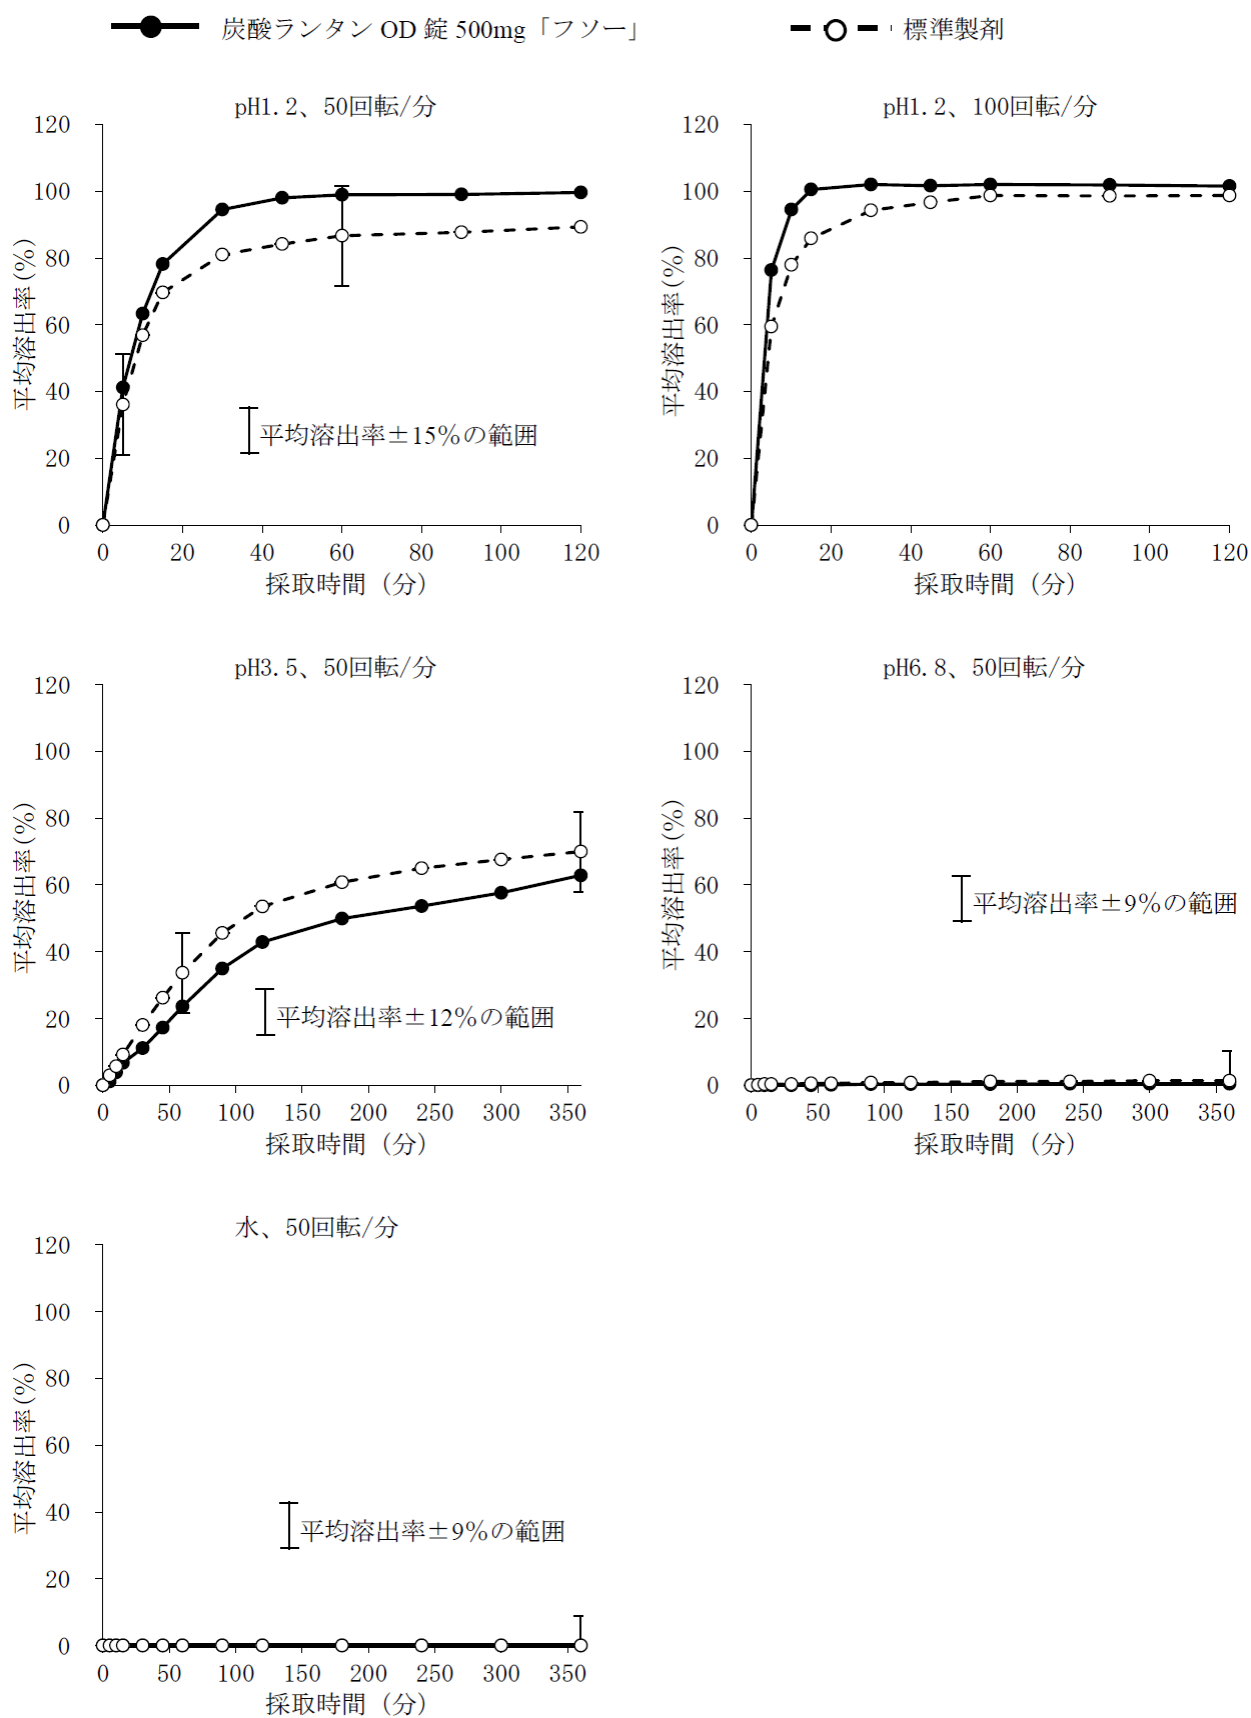 炭酸ランタン OD 錠 500mg「フソー」
標準製剤
pH1.2、50回転/分
120
100
80
60
40
20
0
平均溶出率(%)
平均溶出率±15%の範囲
0 20 40 60 80 100 120
採取時間（分）
pH1.2、100回転/分
120
100
80
60
40
20
0
平均溶出率(%)
0 20 40 60 80 100 120
採取時間（分）
pH3.5、50回転/分
120
100
80
60
40
20
0
平均溶出率(%)
平均溶出率±12%の範囲
0 50 100 150 200 250 300 350
採取時間（分）
pH6.8、50回転/分
120
100
80
60
40
20
0
平均溶出率(%)
平均溶出率±9%の範囲
0 50 100 150 200 250 300 350
採取時間（分）
水、50回転/分
120
100
80
60
40
20
0
平均溶出率(%)
平均溶出率±9%の範囲
0 50 100 150 200 250 300 350
採取時間（分）